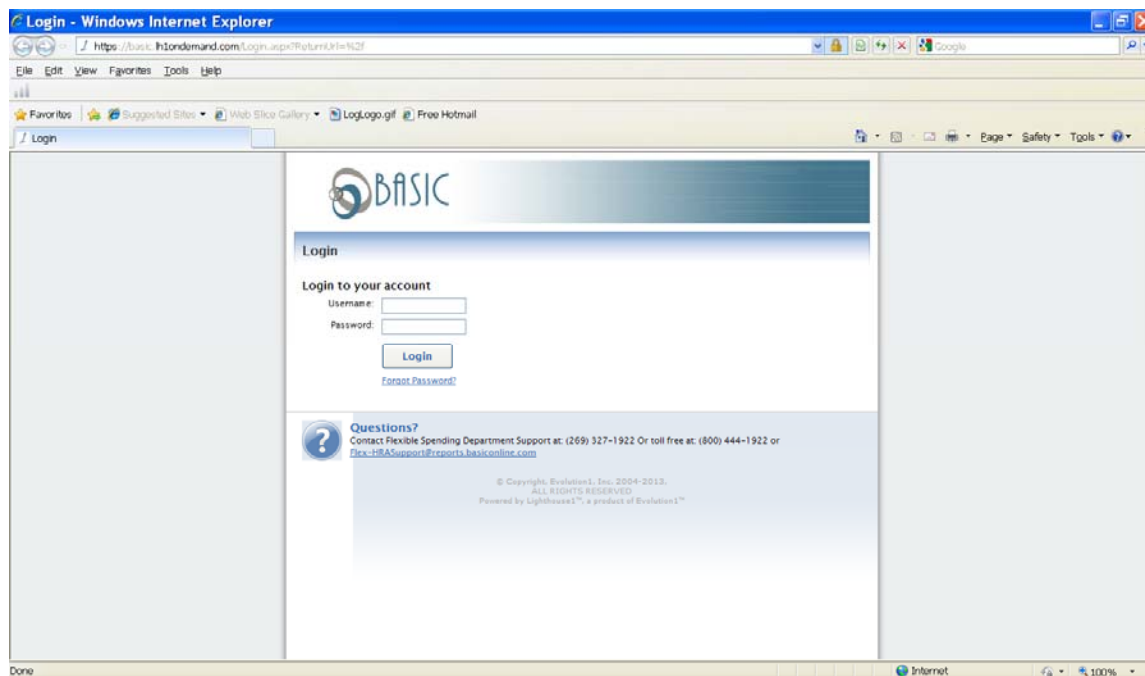 Login - Windows Internet Explorer
https://basic.lh1ondemand.com/Login.aspx?ReturnUrl=%2f
Google
File Edit View Favorites Tools Help
Favorites Suggested Sites Web Slice Gallery LogLogo.gif Free Hotmail
Login Page Safety Tools
BASIC
Login
Login to your account
Username:
Password:
Login
Forgot Password?
Questions?
Contact Flexible Spending Department Support at: (269) 327-1922 Or toll free at: (800) 444-1922 or
Flex-HRASupport@reports.basiconline.com
© Copyright, Evolution1, Inc. 2004-2013.
ALL RIGHTS RESERVED
Powered by Lighthouse1™, a product of Evolution1™
Done Internet 100%